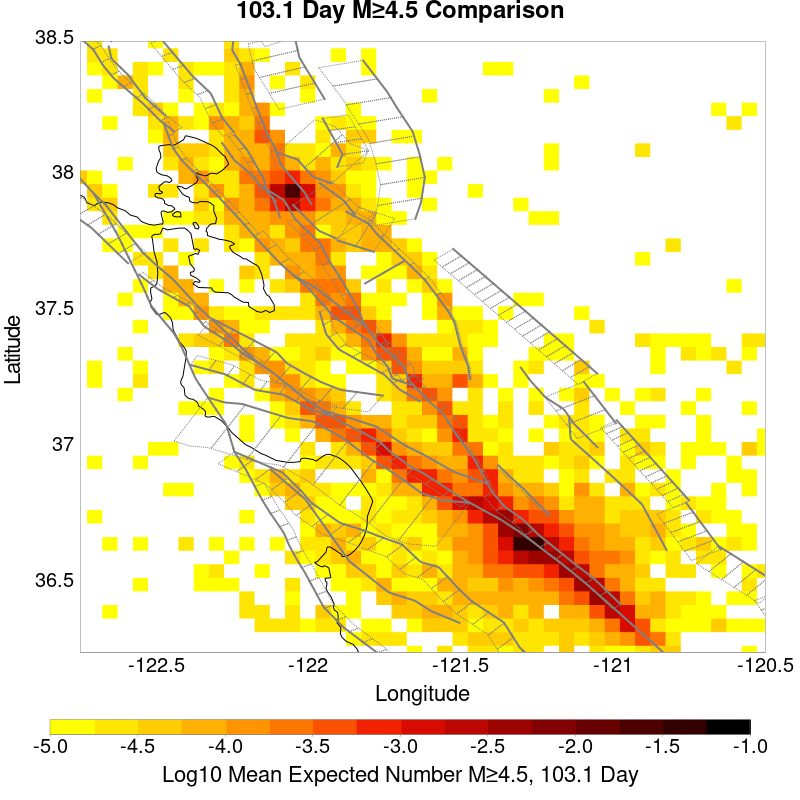 103.1 Day M≥4.5 Comparison
38.5
38
37.5
37
36.5
Latitude
-122.5 -122 -121.5 -121 -120.5
Longitude
-5.0 -4.5 -4.0 -3.5 -3.0 -2.5 -2.0 -1.5 -1.0
Log10 Mean Expected Number M≥4.5, 103.1 Day